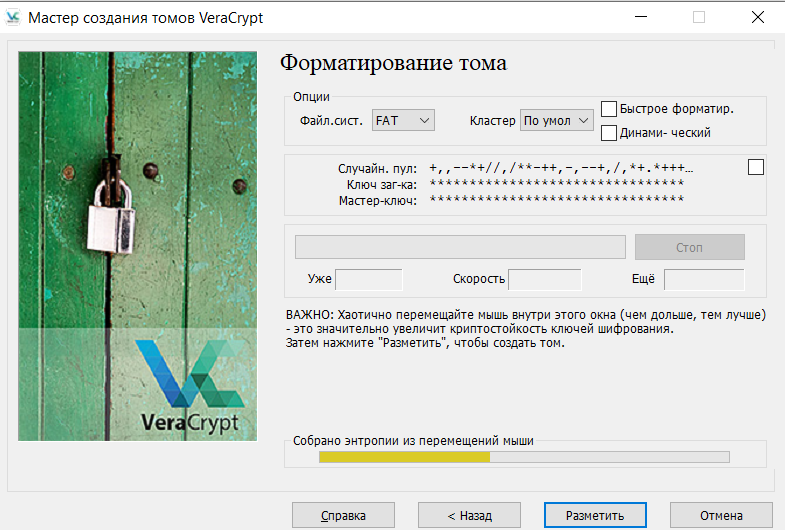 Мастер создания томов VeraCrypt
Форматирование тома
Опции
Файл.сист. FAT Кластер По умол Быстрое форматир.
Динами- ческий
Случайн. пул: +,,--*+//,/**-++,-,--+,/,*+.*+++...
Ключ заг-ка: ********************************
Мастер-ключ: ********************************
Стоп
Уже Скорость Ещё
ВАЖНО: Хаотично перемещайте мышь внутри этого окна (чем дольше, тем лучше)
- это значительно увеличит криптостойкость ключей шифрования.
Затем нажмите "Разметить", чтобы создать том.
VeraCrypt
Собрано энтропии из перемещений мыши
Справка < Назад Разметить Отмена